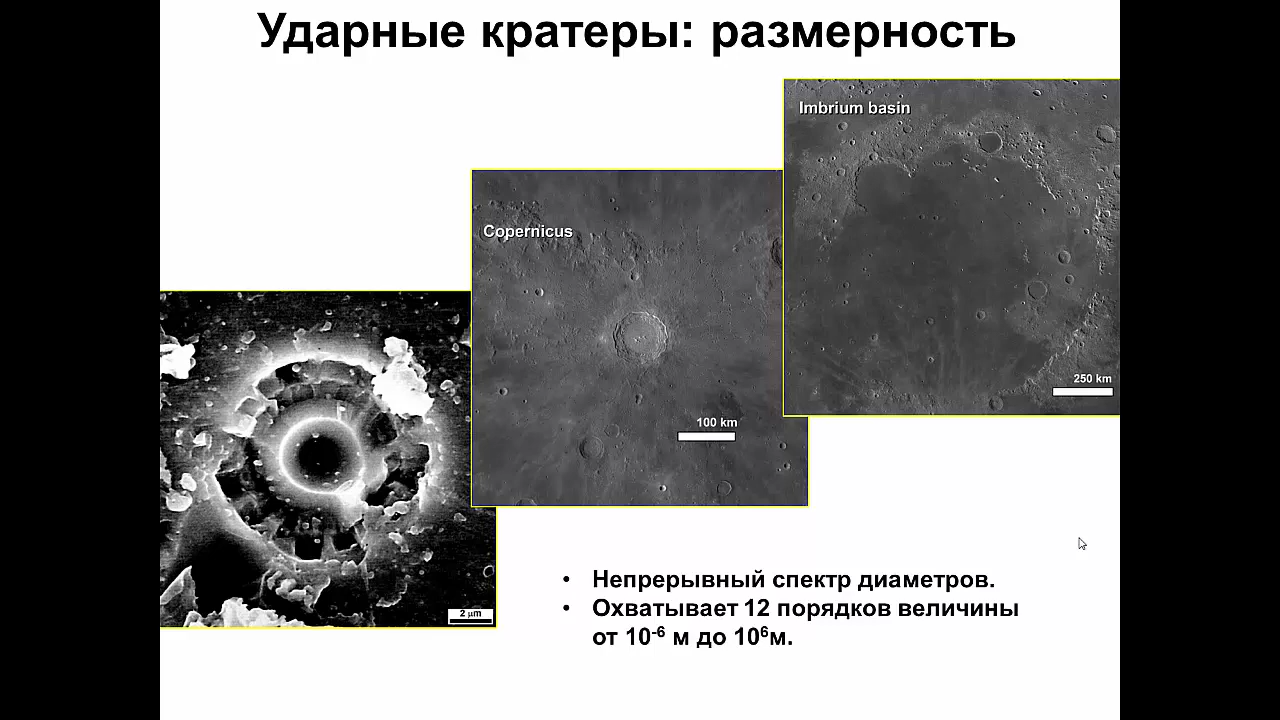 Ударные кратеры: размерность
Imbrium basin
250 km
Copernicus
100 km
2 µm
• Непрерывный спектр диаметров.
• Охватывает 12 порядков величины
от 10⁻⁶ м до 10⁶м.